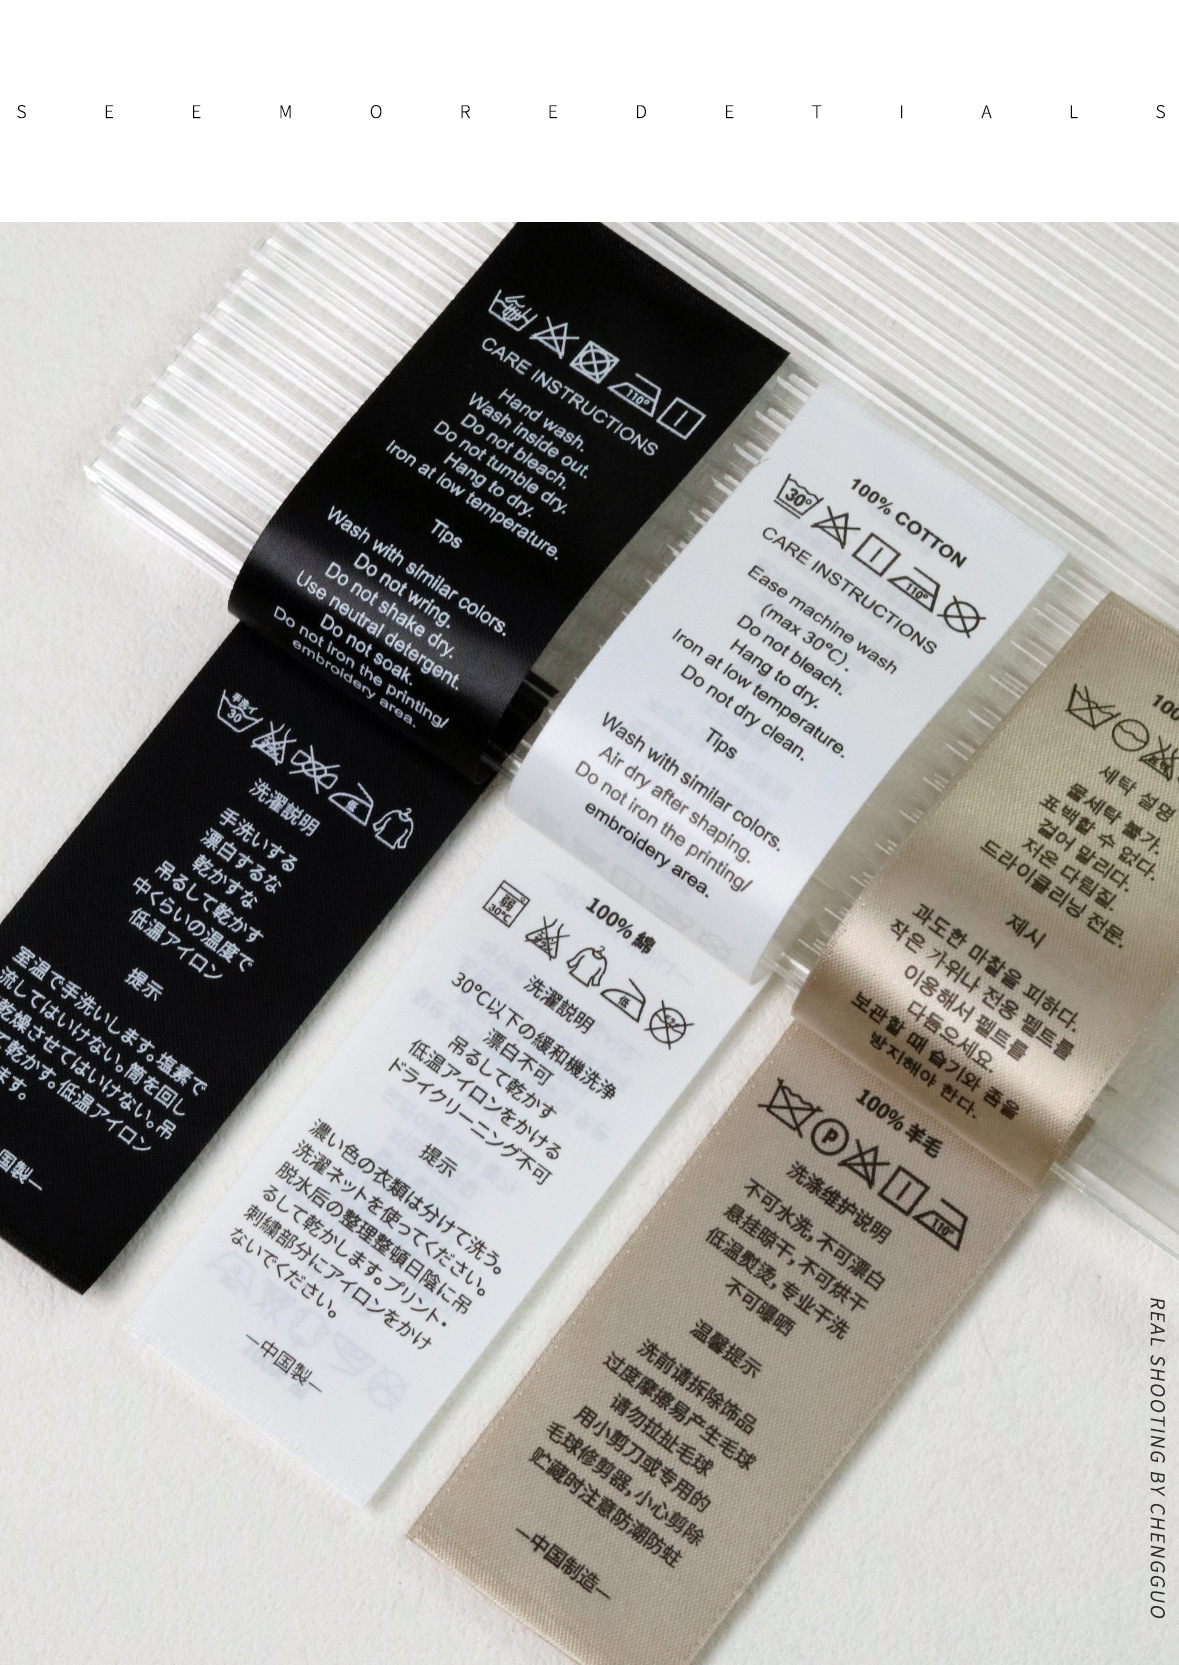 SEEMOREDETIALS
110°
CARE INSTRUCTIONS
Hand wash.
Wash inside out.
Do not bleach.
Do not tumble dry.
Hang to dry.
Iron at low temperature.
Tips
Wash with similar colors.
Do not wring.
Do not shake dry.
Use neutral detergent.
Do not soak.
Do not Iron the printing/
embroidery area.
手洗イ
30
低
洗濯説明
手洗いする
漂白するな
乾かすな
吊るして乾かす
中くらいの温度で
低温アイロン
提示
室温で手洗いします。塩素で
流してはいけない。筒を回し
乾燥させてはいけない。吊
て乾かす。低温アイロン
ます。
国製—
100% COTTON
30°
110°
CARE INSTRUCTIONS
Ease machine wash
(max 30℃) .
Do not bleach.
Hang to dry.
Iron at low temperature.
Do not dry clean.
Tips
Wash with similar colors.
Air dry after shaping.
Do not iron the printing/
embroidery area.
100% 綿
弱
30℃
低
洗濯説明
30℃以下の緩和機洗浄
漂白不可
吊るして乾かす
低温アイロンをかける
ドライクリーニング不可
提示
濃い色の衣類は分けて洗う。
洗濯ネットを使ってください。
脱水后の整理整頓日陰に吊
るして乾かします。プリント・
刺繍部分にアイロンをかけ
ないでください。
—中国製—
100
세탁 설명
물세탁 불가.
표백할 수 없다.
걸어 말리다.
저온 다림질.
드라이클리닝 전문.
제시
과도한 마찰을 피하다.
작은 가위나 전용 펠트를
이용해서 펠트를
다듬으세요.
보관할 때 습기와 좀을
방지해야 한다.
100% 羊毛
P
110°
洗涤维护说明
不可水洗,不可漂白
悬挂晾干,不可烘干
低温熨烫,专业干洗
不可曝晒
温馨提示
洗前请拆除饰品
过度摩擦易产生毛球
请勿拉扯毛球
用小剪刀或专用的
毛球修剪器,小心剪除
贮藏时注意防潮防蛀
—中国制造—
REAL SHOOTING BY CHENGGUO